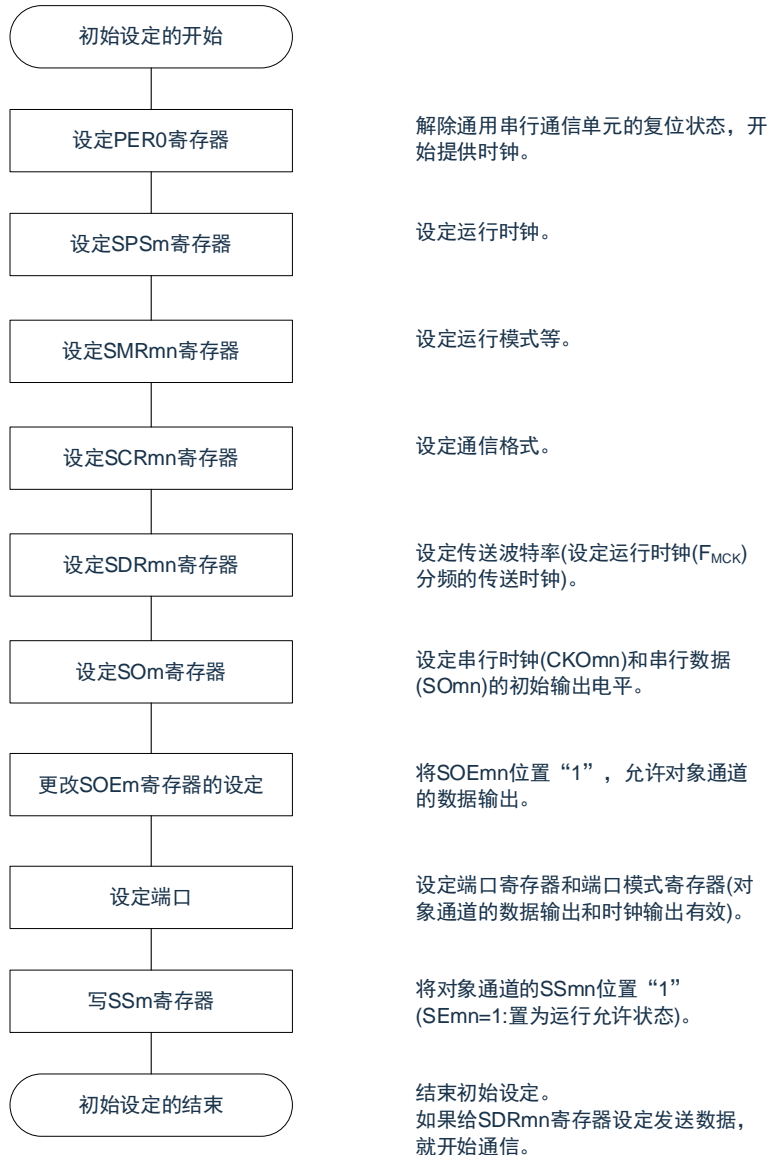 初始设定的开始
设定PER0寄存器
解除通用串行通信单元的复位状态，开
始提供时钟。
设定SPSm寄存器
设定运行时钟。
设定SMRmn寄存器
设定运行模式等。
设定SCRmn寄存器
设定通信格式。
设定SDRmn寄存器
设定传送波特率(设定运行时钟(FMCK)
分频的传送时钟)。
设定SOm寄存器
设定串行时钟(CKOmn)和串行数据
(SOmn)的初始输出电平。
更改SOEm寄存器的设定
将SOEmn位置“1”，允许对象通道
的数据输出。
设定端口
设定端口寄存器和端口模式寄存器(对
象通道的数据输出和时钟输出有效)。
写SSm寄存器
将对象通道的SSmn位置“1”
(SEmn=1:置为运行允许状态)。
初始设定的结束
结束初始设定。
如果给SDRmn寄存器设定发送数据，
就开始通信。